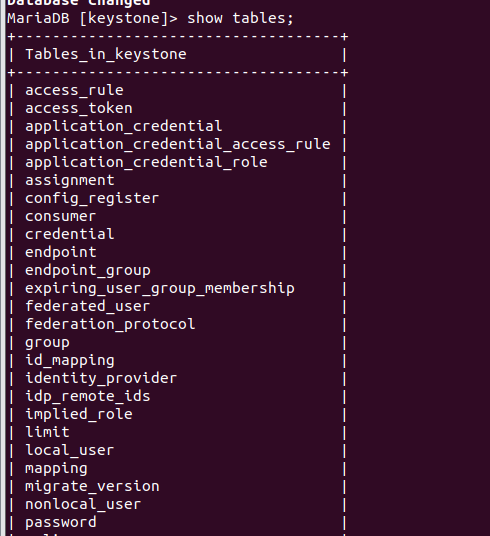 Database changed
MariaDB [keystone]> show tables;
+------------------------------------+
| Tables_in_keystone |
+------------------------------------+
| access_rule |
| access_token |
| application_credential |
| application_credential_access_rule |
| application_credential_role |
| assignment |
| config_register |
| consumer |
| credential |
| endpoint |
| endpoint_group |
| expiring_user_group_membership |
| federated_user |
| federation_protocol |
| group |
| id_mapping |
| identity_provider |
| idp_remote_ids |
| implied_role |
| limit |
| local_user |
| mapping |
| migrate_version |
| nonlocal_user |
| password |